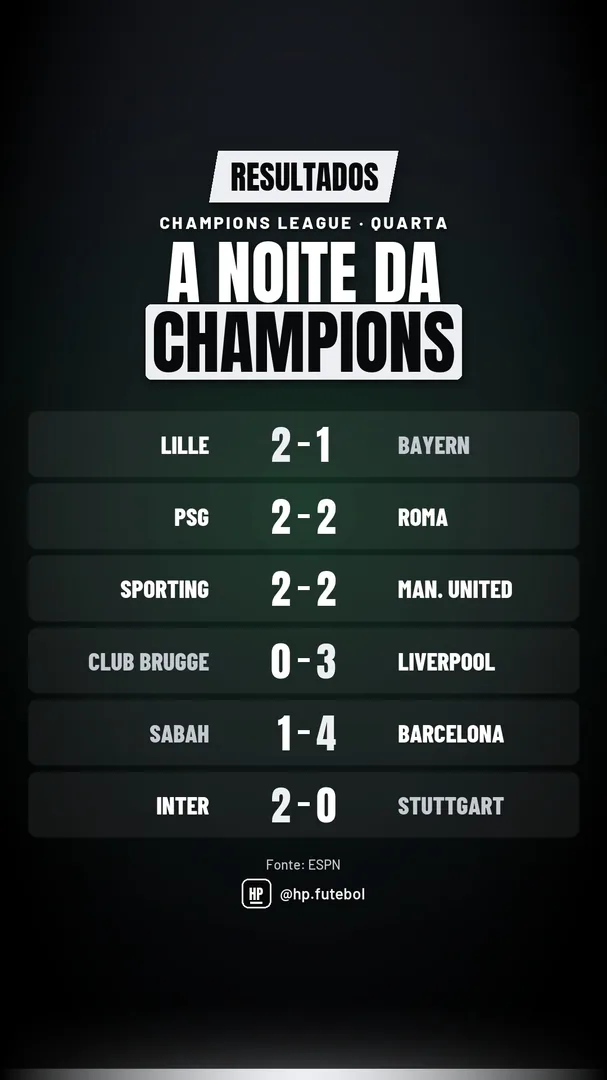 RESULTADOS
CHAMPIONS LEAGUE · QUARTA
A NOITE DA
CHAMPIONS
LILLE 2-1 BAYERN
PSG 2-2 ROMA
SPORTING 2-2 MAN. UNITED
CLUB BRUGGE 0-3 LIVERPOOL
SABAH 1-4 BARCELONA
INTER 2-0 STUTTGART
Fonte: ESPN
HP @hp.futebol